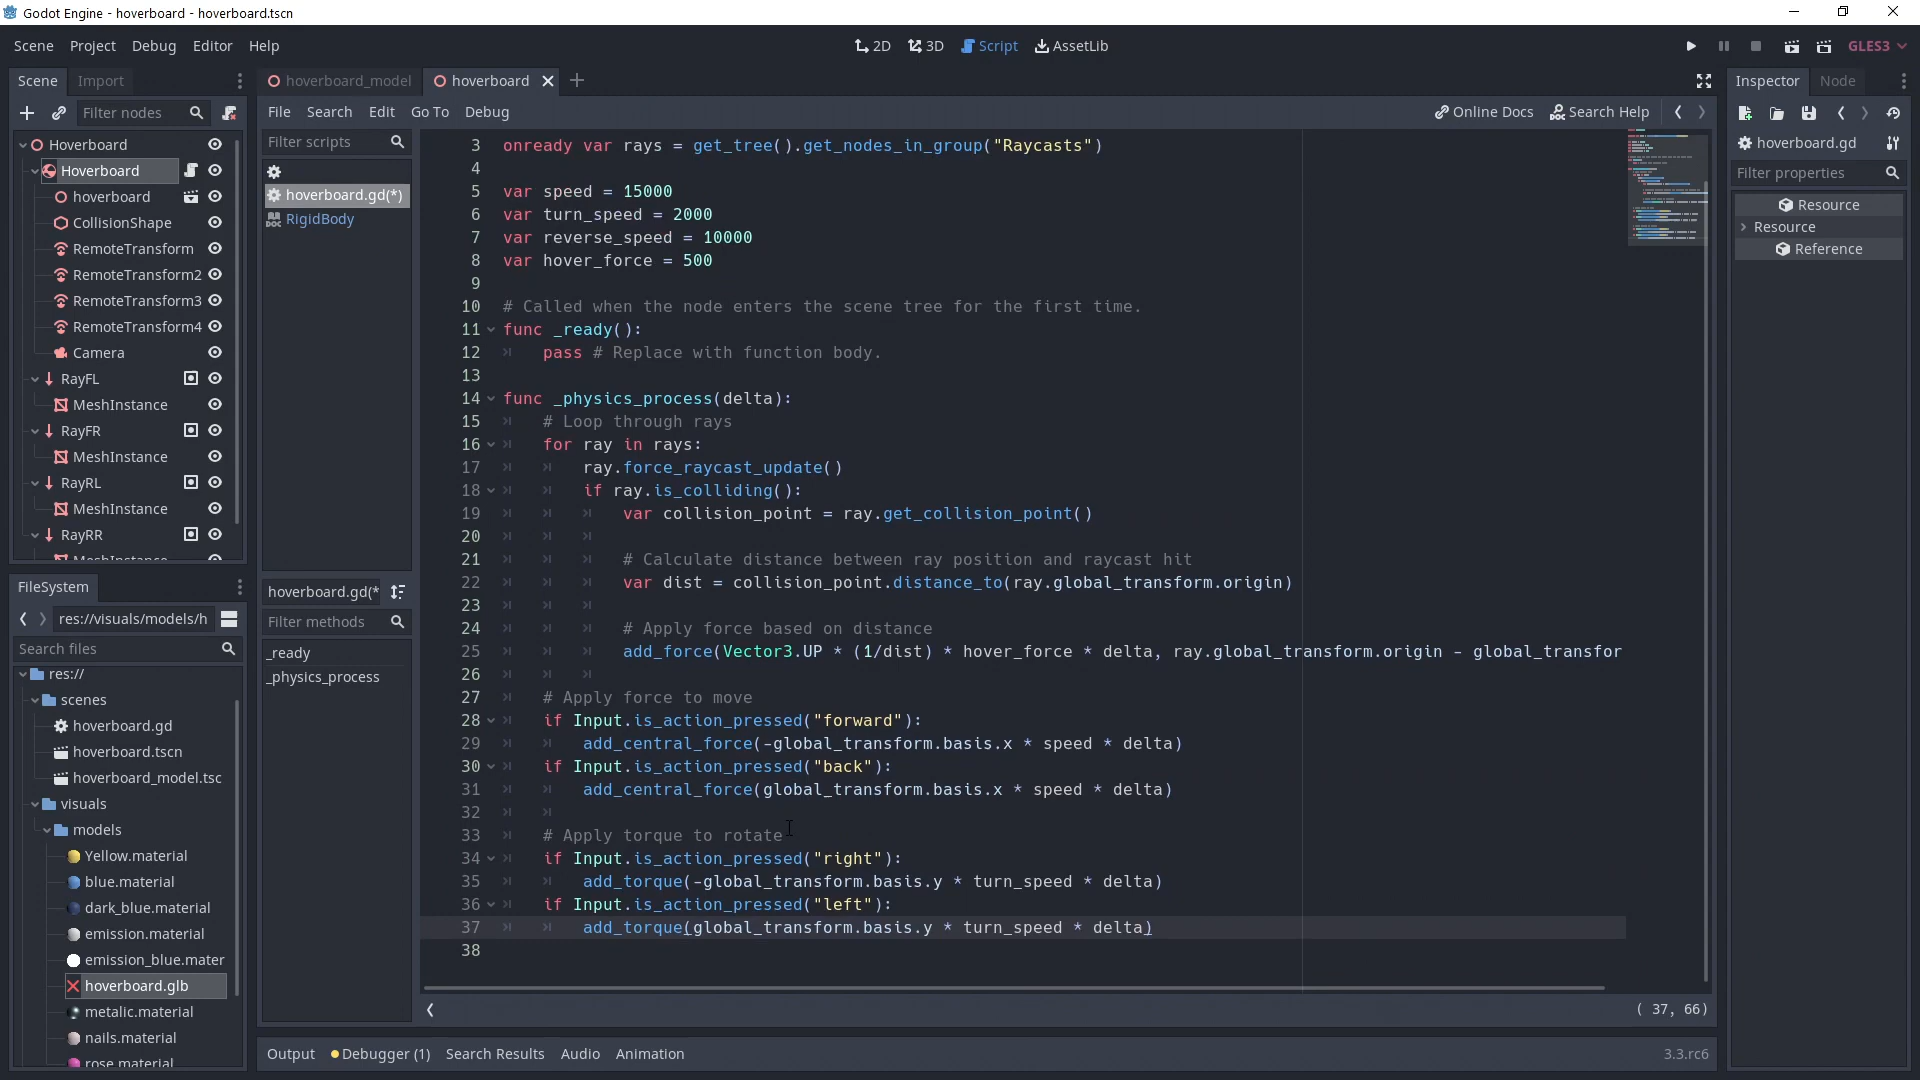 Godot Engine - hoverboard - hoverboard.tscn
Scene Project Debug Editor Help
2D 3D Script AssetLib
GLES3
Scene Import
Filter nodes
Hoverboard
Hoverboard
hoverboard
CollisionShape
RemoteTransform
RemoteTransform2
RemoteTransform3
RemoteTransform4
Camera
RayFL
MeshInstance
RayFR
MeshInstance
RayRL
MeshInstance
RayRR
MeshInstance
FileSystem
res://visuals/models/h
Search files
res://
scenes
hoverboard.gd
hoverboard.tscn
hoverboard_model.tsc
visuals
models
Yellow.material
blue.material
dark_blue.material
emission.material
emission_blue.mater
hoverboard.glb
metalic.material
nails.material
rose.material
hoverboard_model hoverboard
File Search Edit Go To Debug
Online Docs Search Help
Filter scripts
hoverboard.gd(*)
RigidBody
hoverboard.gd(*
Filter methods
_ready
_physics_process
3 onready var rays = get_tree().get_nodes_in_group("Raycasts")
4
5 var speed = 15000
6 var turn_speed = 2000
7 var reverse_speed = 10000
8 var hover_force = 500
9
10 # Called when the node enters the scene tree for the first time.
11 func _ready():
12 pass # Replace with function body.
13
14 func _physics_process(delta):
15 # Loop through rays
16 for ray in rays:
17 ray.force_raycast_update()
18 if ray.is_colliding():
19 var collision_point = ray.get_collision_point()
20
21 # Calculate distance between ray position and raycast hit
22 var dist = collision_point.distance_to(ray.global_transform.origin)
23
24 # Apply force based on distance
25 add_force(Vector3.UP * (1/dist) * hover_force * delta, ray.global_transform.origin - global_transfor
26
27 # Apply force to move
28 if Input.is_action_pressed("forward"):
29 add_central_force(-global_transform.basis.x * speed * delta)
30 if Input.is_action_pressed("back"):
31 add_central_force(global_transform.basis.x * speed * delta)
32
33 # Apply torque to rotate
34 if Input.is_action_pressed("right"):
35 add_torque(-global_transform.basis.y * turn_speed * delta)
36 if Input.is_action_pressed("left"):
37 add_torque(global_transform.basis.y * turn_speed * delta)
38
( 37, 66)
Output Debugger (1) Search Results Audio Animation
3.3.rc6
Inspector Node
hoverboard.gd
Filter properties
Resource
Resource
Reference